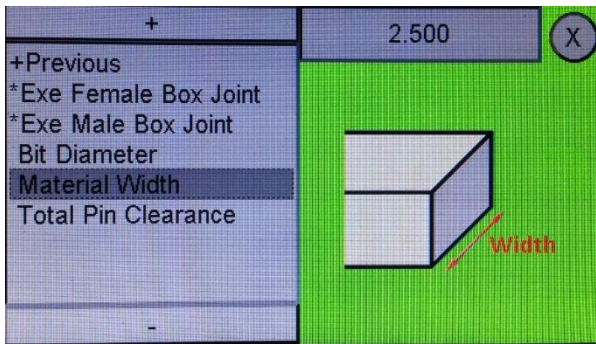 +
2.500
X
+Previous
*Exe Female Box Joint
*Exe Male Box Joint
Bit Diameter
Material Width
Total Pin Clearance
Width
-